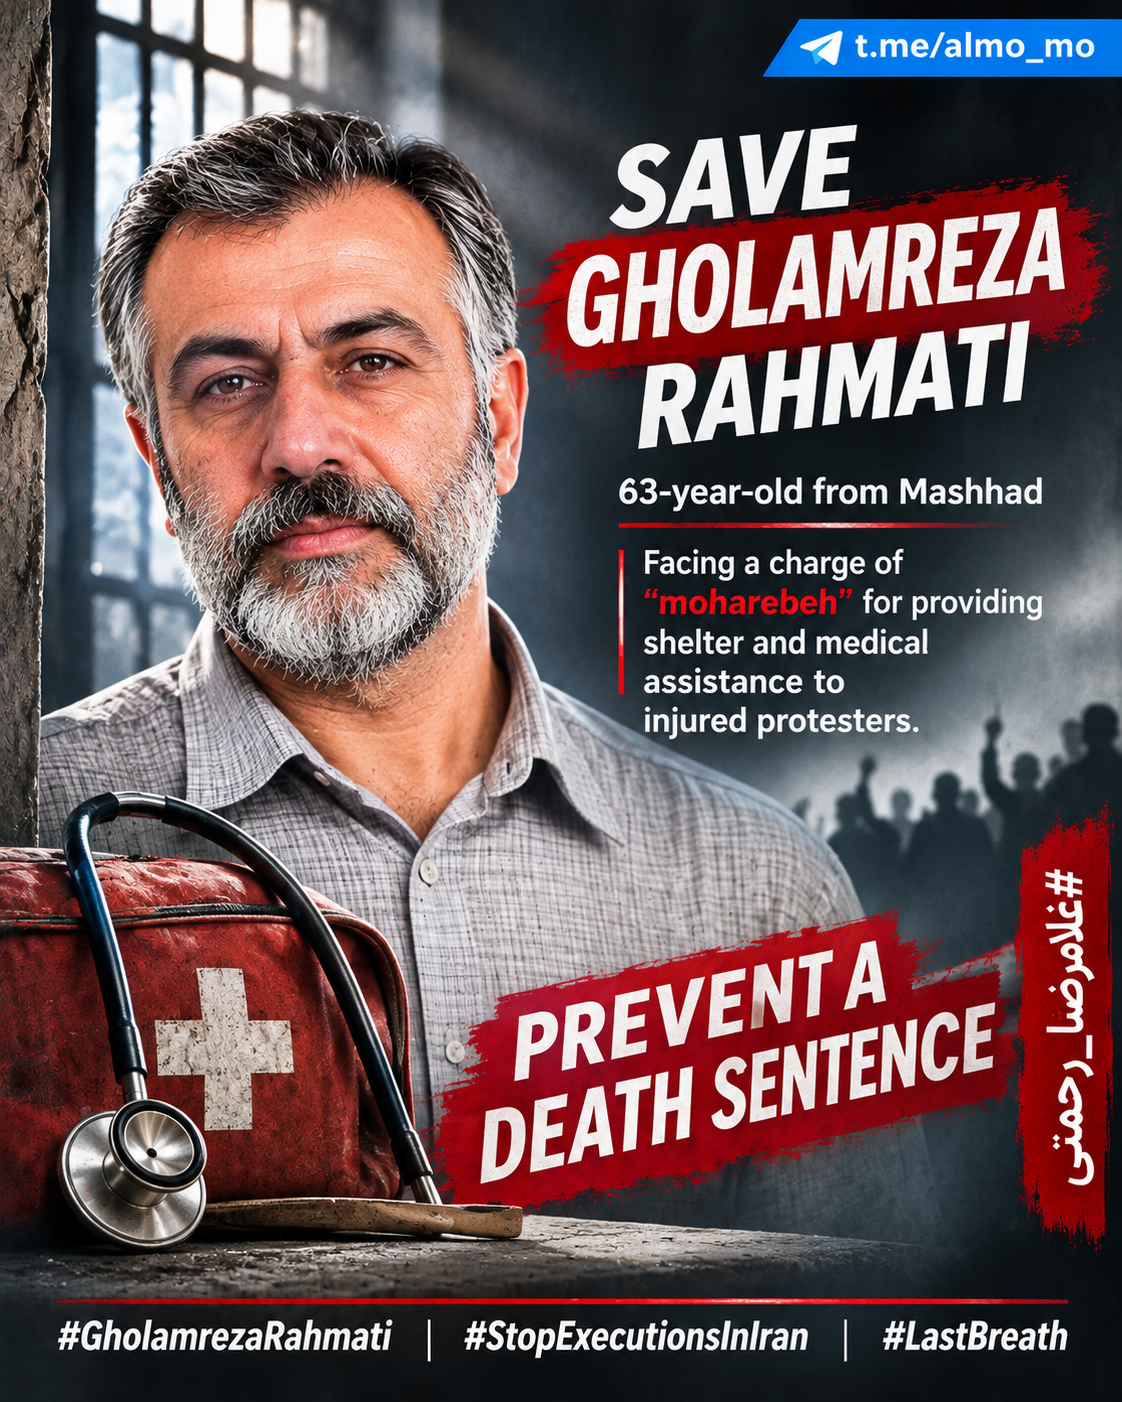 t.me/almo_mo
SAVE
GHOLAMREZA
RAHMATI
63-year-old from Mashhad
Facing a charge of
“moharebeh” for providing
shelter and medical
assistance to
injured protesters.
PREVENT A
DEATH SENTENCE
#غلامرضا_رحمتی
#GholamrezaRahmati | #StopExecutionsInIran | #LastBreath